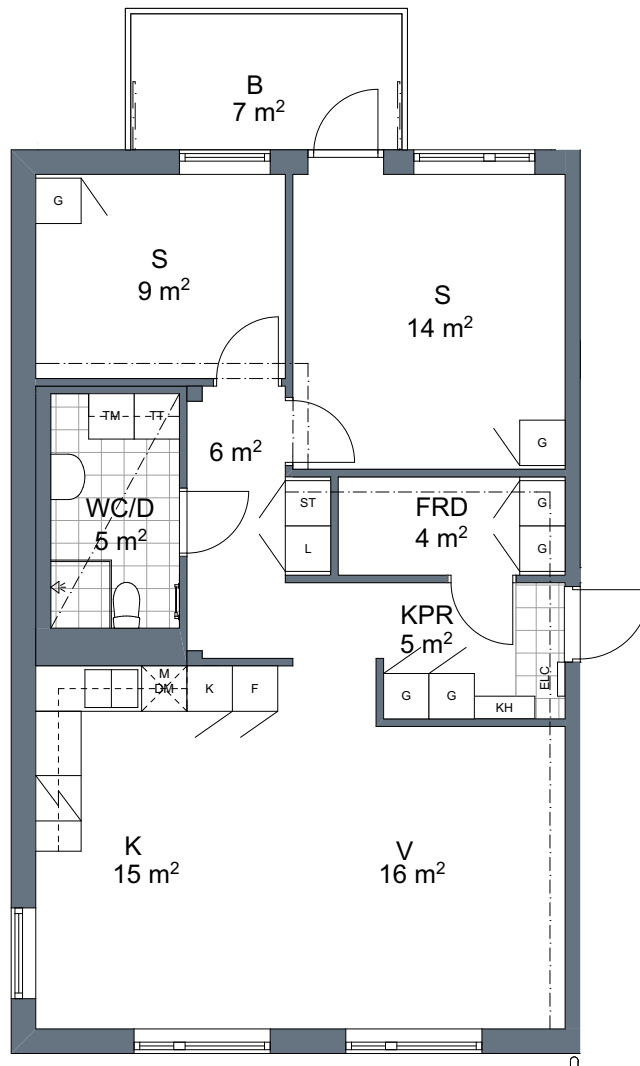 B
7 m²
G
S
9 m²
S
14 m²
G
TM
TT
6 m²
WC/D
5 m²
ST
L
FRD
4 m²
G
G
KPR
5 m²
ELC
G
G
KH
M
DM
K
F
K
15 m²
V
16 m²